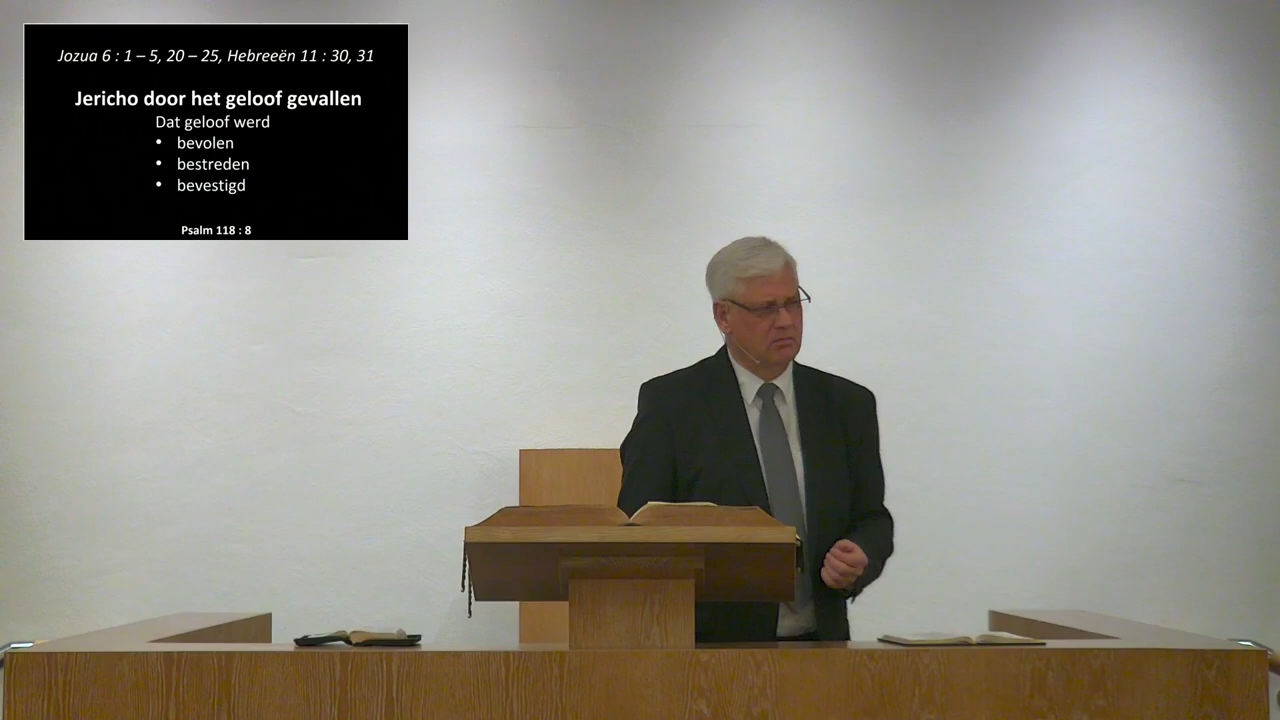 Jozua 6 : 1 – 5, 20 – 25, Hebreeën 11 : 30, 31
Jericho door het geloof gevallen
Dat geloof werd
• bevolen
• bestreden
• bevestigd
Psalm 118 : 8